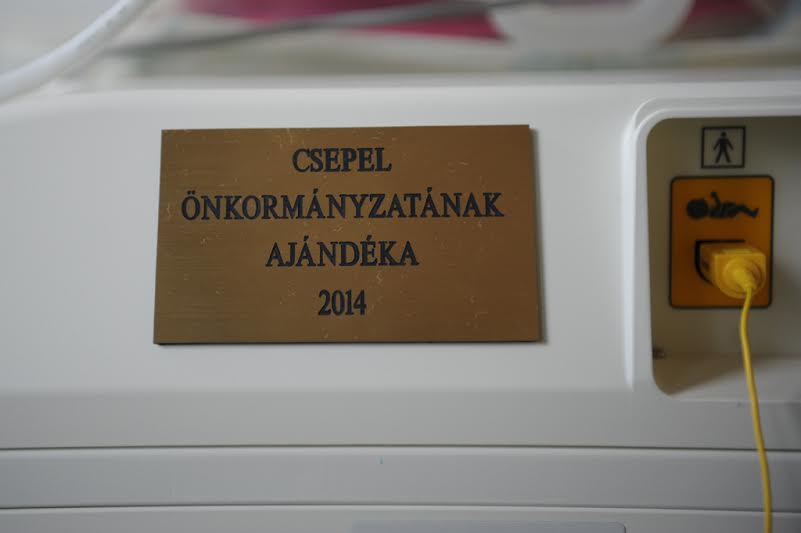 CSEPEL
ÖNKORMÁNYZATÁNAK
AJÁNDÉKA
2014